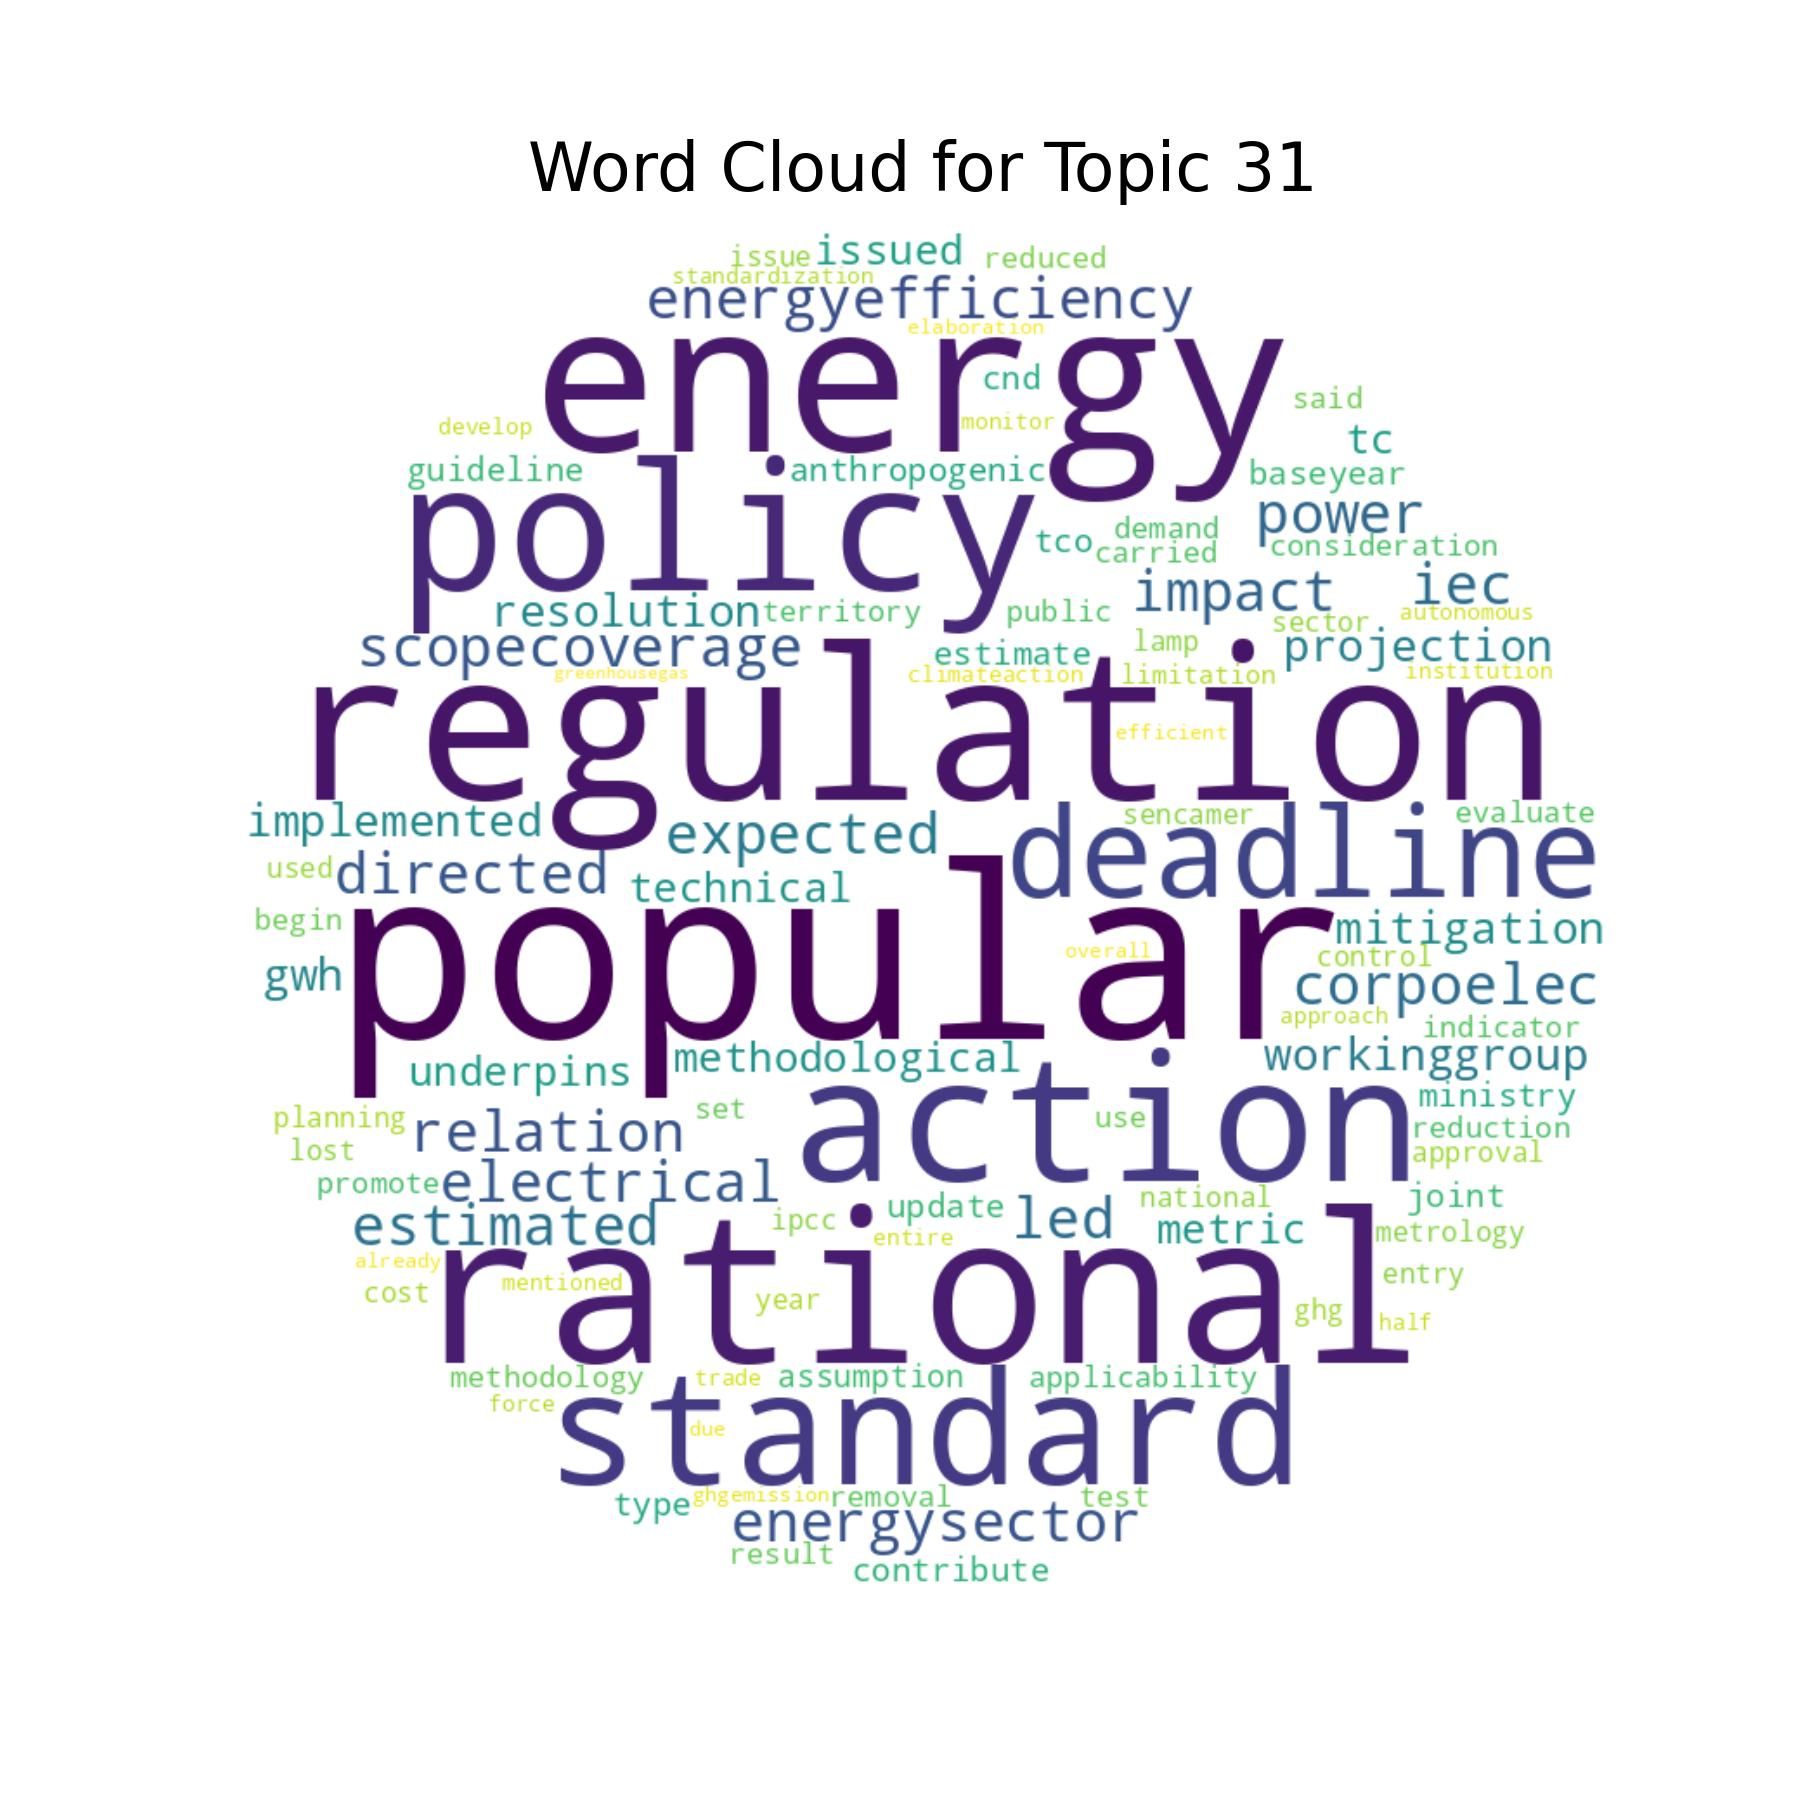 Word Cloud for Topic 31
issue issued reduced
standardization
energyefficiency
elaboration
energy
cnd
said
develop monitor
tc
guideline anthropogenic baseyear
policy
power
tco demand
carried consideration
impact iec
resolution territory public autonomous
sector
lamp
scopecoverage estimate projection
greenhousegas climateaction limitation institution
regulation
efficient
implemented expected sencamer evaluate
deadline
used directed technical
begin popular mitigation
overall control
gwh corpoelec
approach indicator
underpins methodological workinggroup
action
ministry
planning set use reduction
relation
lost approval
promote electrical national joint
update led
estimated ipcc metric metrology
entire
rational
already mentioned entry
cost year ghg half
methodology trade assumption applicability
force
standard
due
type ghgemission removal test
energysector
result contribute